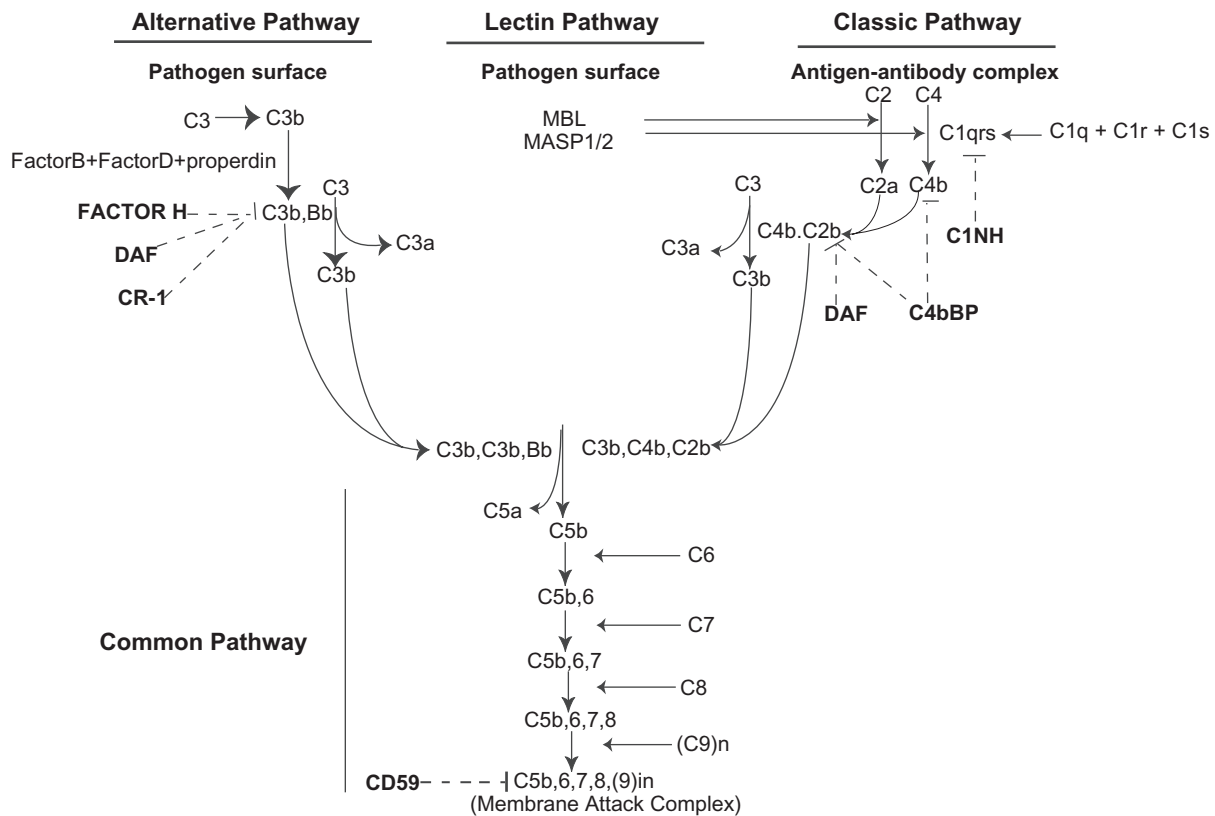 Alternative Pathway
Lectin Pathway
Classic Pathway
Pathogen surface
Pathogen surface
Antigen-antibody complex
C3
C3b
FactorB+FactorD+properdin
C3
FACTOR H
C3b,Bb
C3a
DAF
C3b
CR-1
MBL
MASP1/2
C2
C4
C1qrs
C1q + C1r + C1s
C2a
C4b
C3
C4b.C2b
C1NH
C3a
C3b
DAF
C4bBP
C3b,C3b,Bb
C3b,C4b,C2b
C5a
C5b
C6
C5b,6
C7
Common Pathway
C5b,6,7
C8
C5b,6,7,8
(C9)n
CD59
C5b,6,7,8,(9)in
(Membrane Attack Complex)